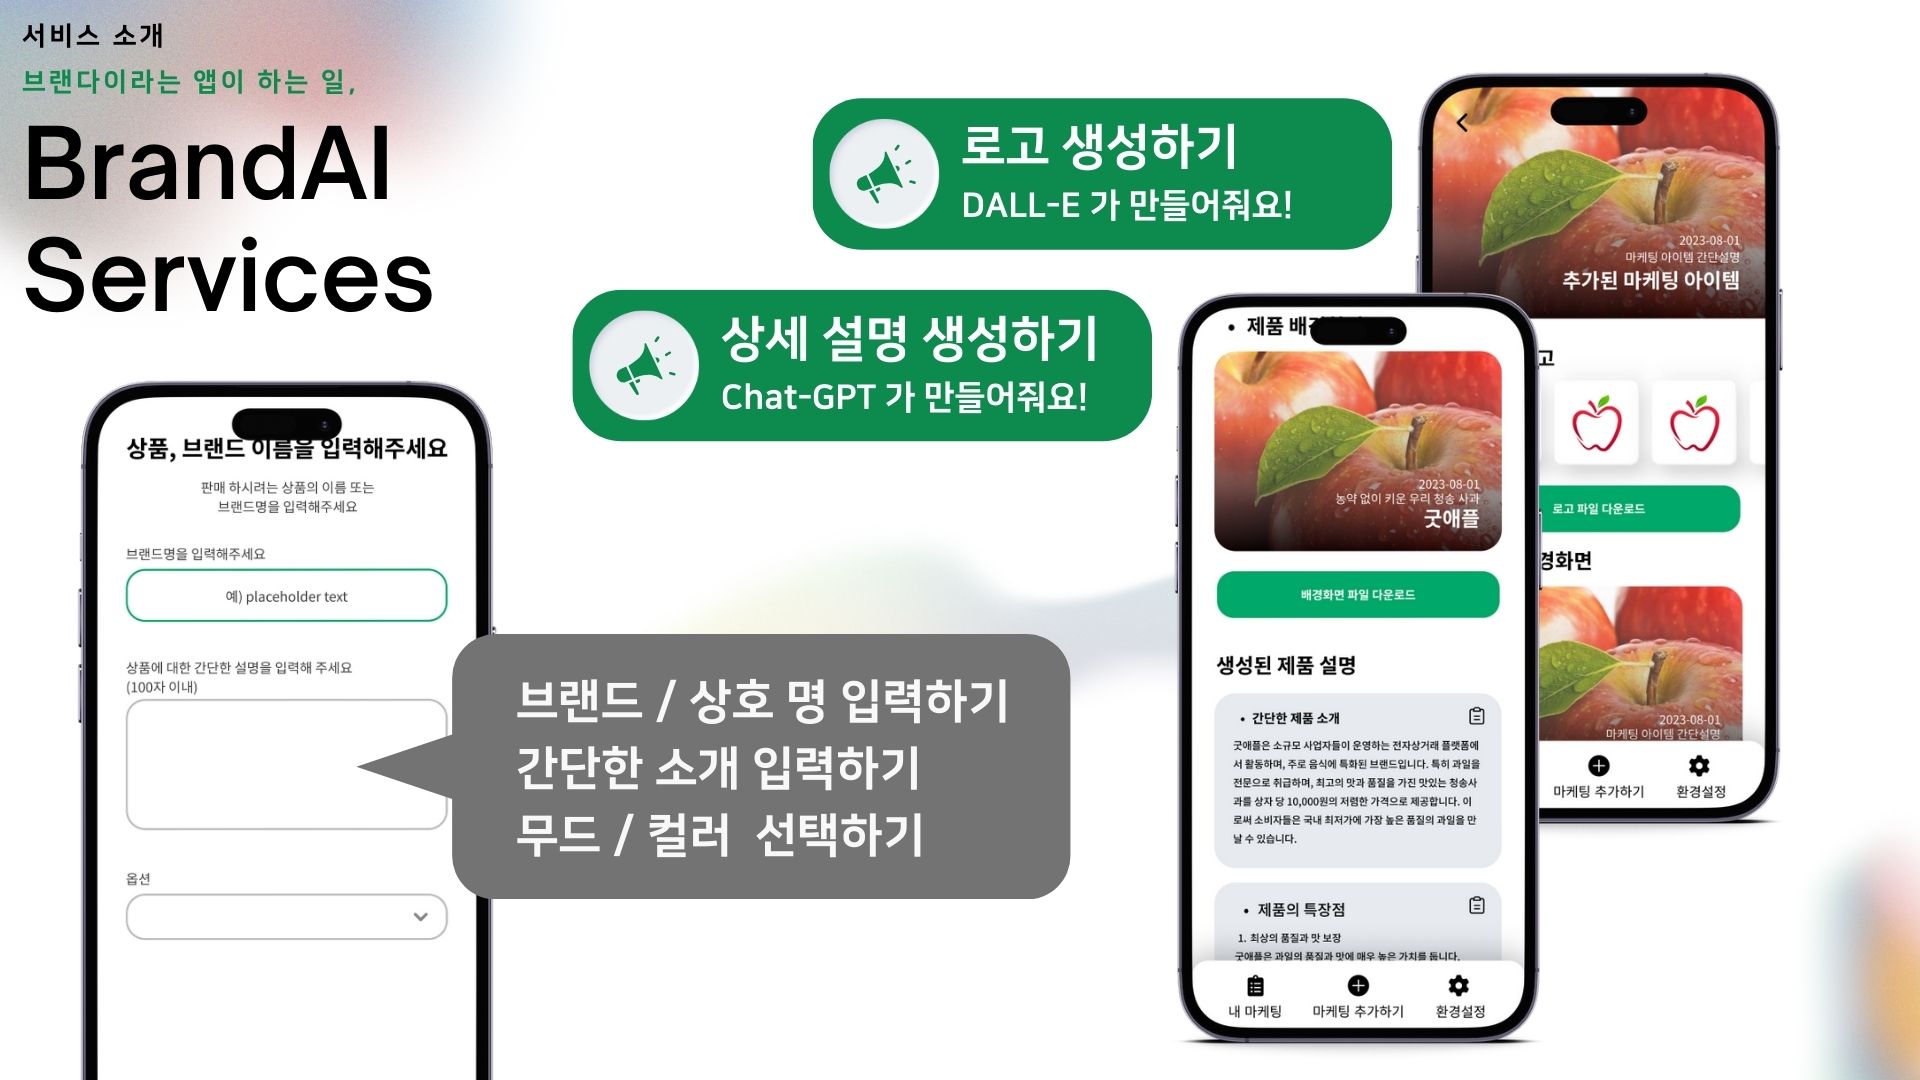 서비스 소개
브랜다이라는 앱이 하는 일,
BrandAI
Services
로고 생성하기
DALL-E 가 만들어줘요!
상세 설명 생성하기
Chat-GPT 가 만들어줘요!
상품, 브랜드 이름을 입력해주세요
판매 하시려는 상품의 이름 또는
브랜드명을 입력해주세요
브랜드명을 입력해주세요
예) placeholder text
상품에 대한 간단한 설명을 입력해 주세요
(100자 이내)
옵션
브랜드 / 상호 명 입력하기
간단한 소개 입력하기
무드 / 컬러 선택하기
• 제품
2023-08-01
농약 없이 키운 우리 청송 사과
굿애플
배경화면 파일 다운로드
생성된 제품 설명
• 간단한 제품 소개
굿애플은 소규모 사업자들이 운영하는 전자상거래 플랫폼에
서 활동하며, 주로 음식에 특화된 브랜드입니다. 특히 과일을
전문으로 취급하며, 최고의 맛과 품질을 가진 맛있는 청송사
과를 상자 당 10,000원의 저렴한 가격으로 제공합니다. 이
로써 소비자들은 국내 최저가에 가장 높은 품질의 과일을 만
날 수 있습니다.
• 제품의 특장점
1. 최상의 품질과 맛 보장
굿애플은 과일의 품질과 맛에 매우 높은 가치를 둡니다.
내 마케팅
마케팅 추가하기
환경설정
2023-08-01
마케팅 아이템 간단설명
추가된 마케팅 아이템
고
로고 파일 다운로드
경화면
2023-08-01
마케팅 아이템 간단설명
마케팅 추가하기
환경설정